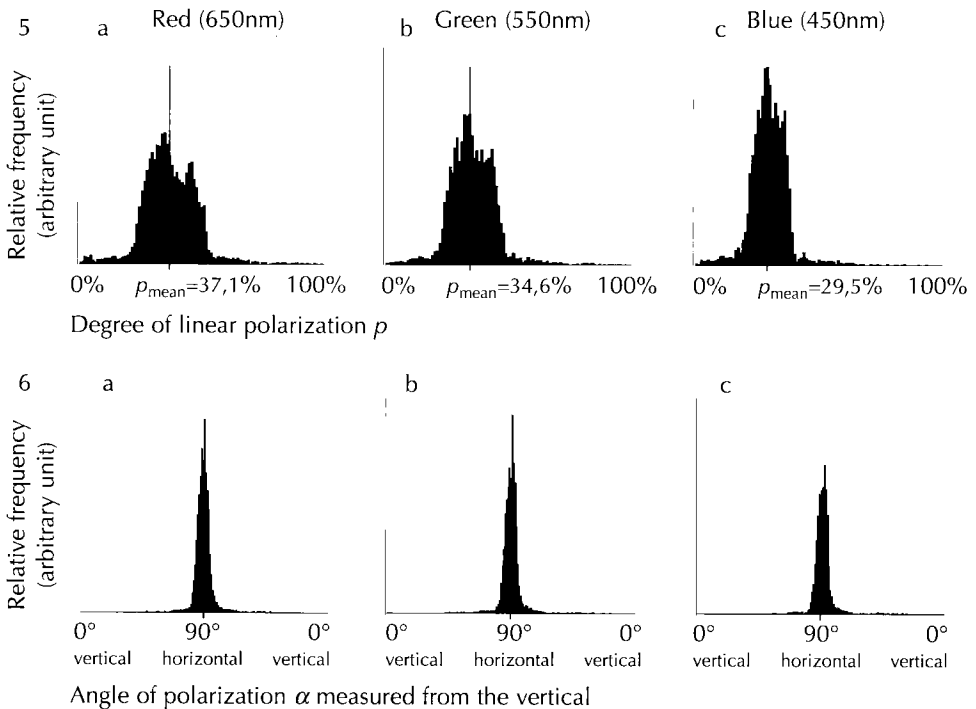 5
a Red (650nm)
b Green (550nm)
c Blue (450nm)
Relative frequency
(arbitrary unit)
0% pmean=37,1% 100%
0% pmean=34,6% 100%
0% pmean=29,5% 100%
Degree of linear polarization p
6
a
b
c
Relative frequency
(arbitrary unit)
0° 90° 0°
vertical horizontal vertical
0° 90° 0°
vertical horizontal vertical
0° 90° 0°
vertical horizontal vertical
Angle of polarization α measured from the vertical